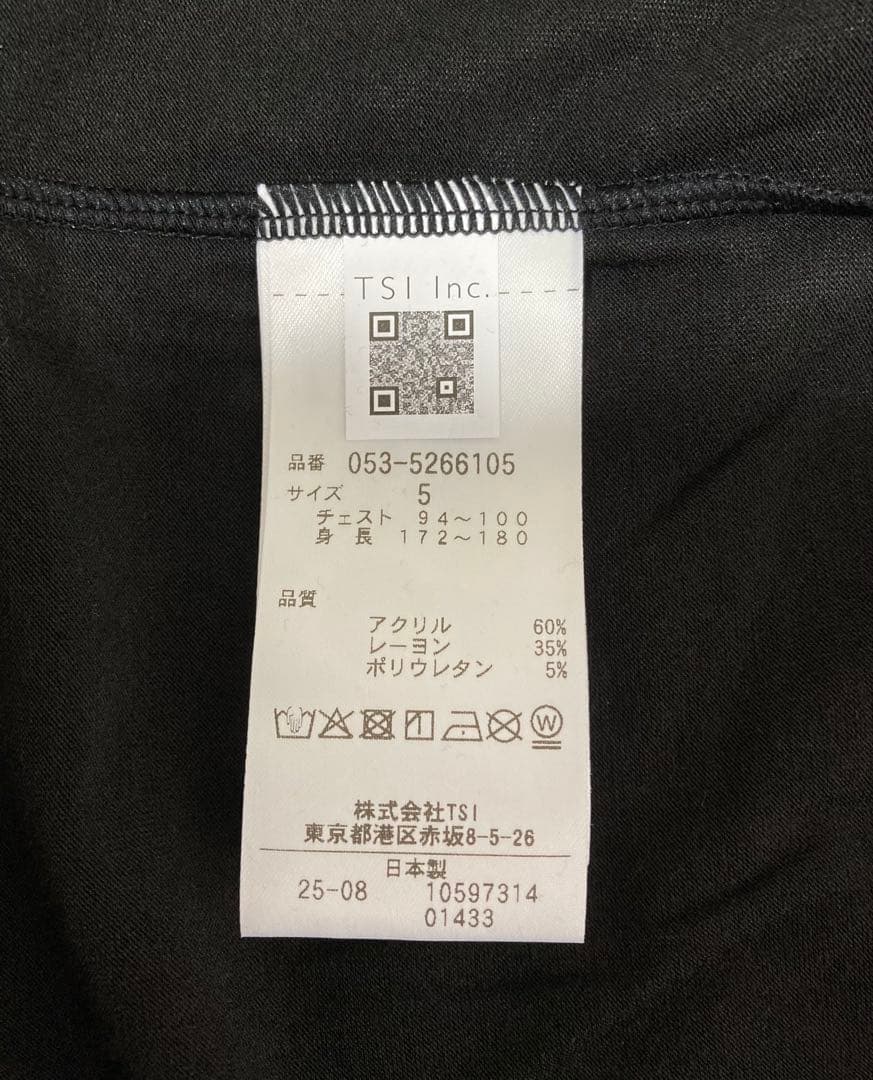 TSI Inc.
品番 053-5266105
サイズ 5
チェスト 94～100
身長 172～180
品質
アクリル 60%
レーヨン 35%
ポリウレタン 5%
W
株式会社TSI
東京都港区赤坂8-5-26
日本製
25-08 10597314
01433